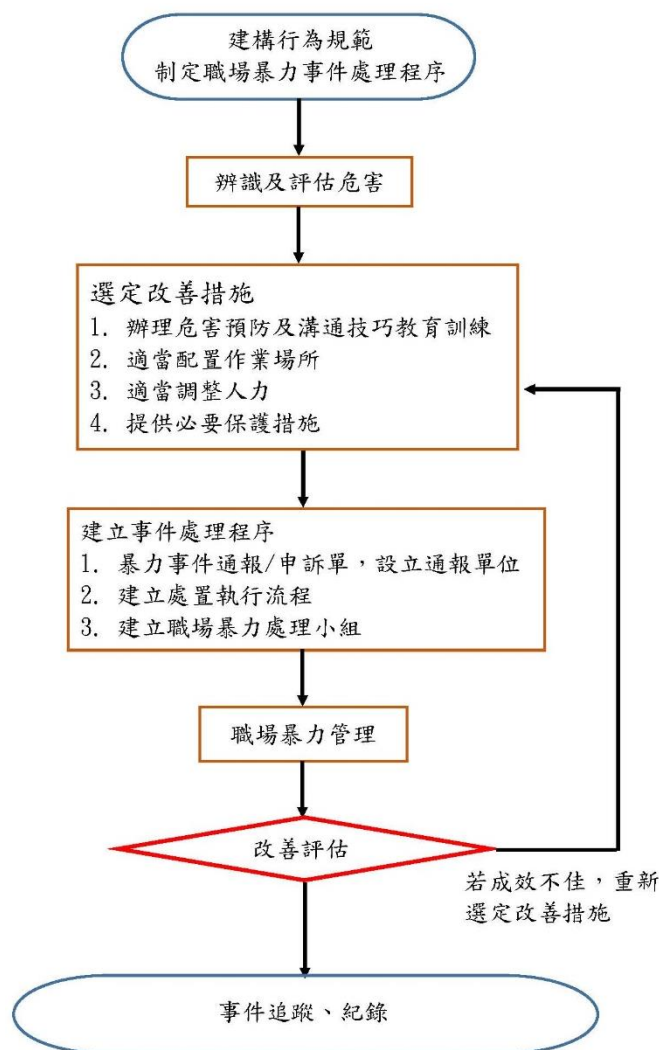 建構行為規範
制定職場暴力事件處理程序
辨識及評估危害
選定改善措施
1. 辦理危害預防及溝通技巧教育訓練
2. 適當配置作業場所
3. 適當調整人力
4. 提供必要保護措施
建立事件處理程序
1. 暴力事件通報/申訴單，設立通報單位
2. 建立處置執行流程
3. 建立職場暴力處理小組
職場暴力管理
改善評估
若成效不佳，重新
選定改善措施
事件追蹤、紀錄